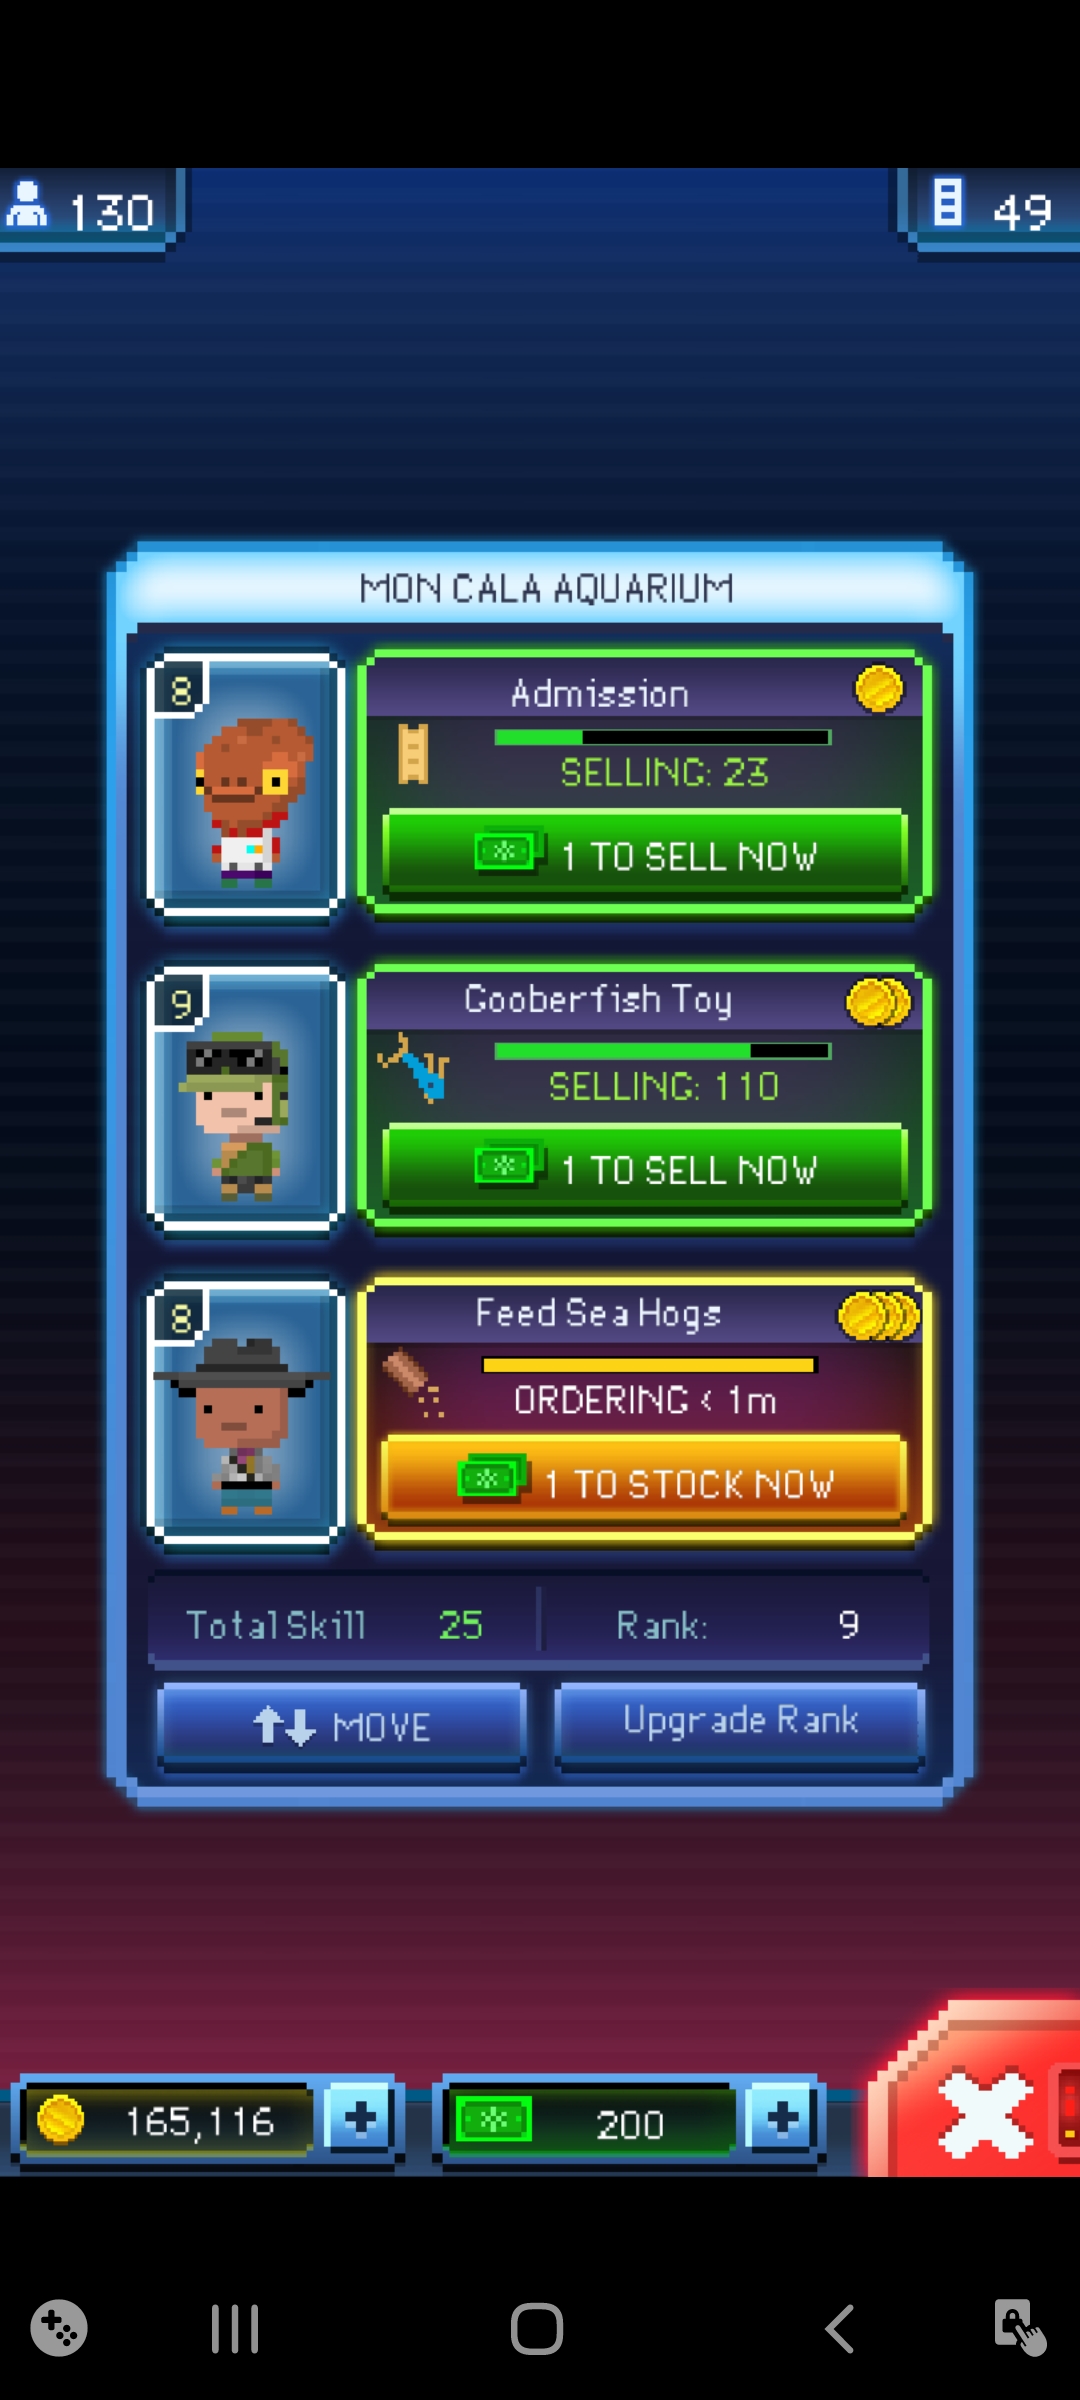 130
49
MON CALA AQUARIUM
8
Admission
SELLING: 23
1 TO SELL NOW
9
Gooberfish Toy
SELLING: 110
1 TO SELL NOW
8
Feed Sea Hogs
ORDERING < 1m
1 TO STOCK NOW
Total Skill 25
Rank: 9
MOVE
Upgrade Rank
165,116
200